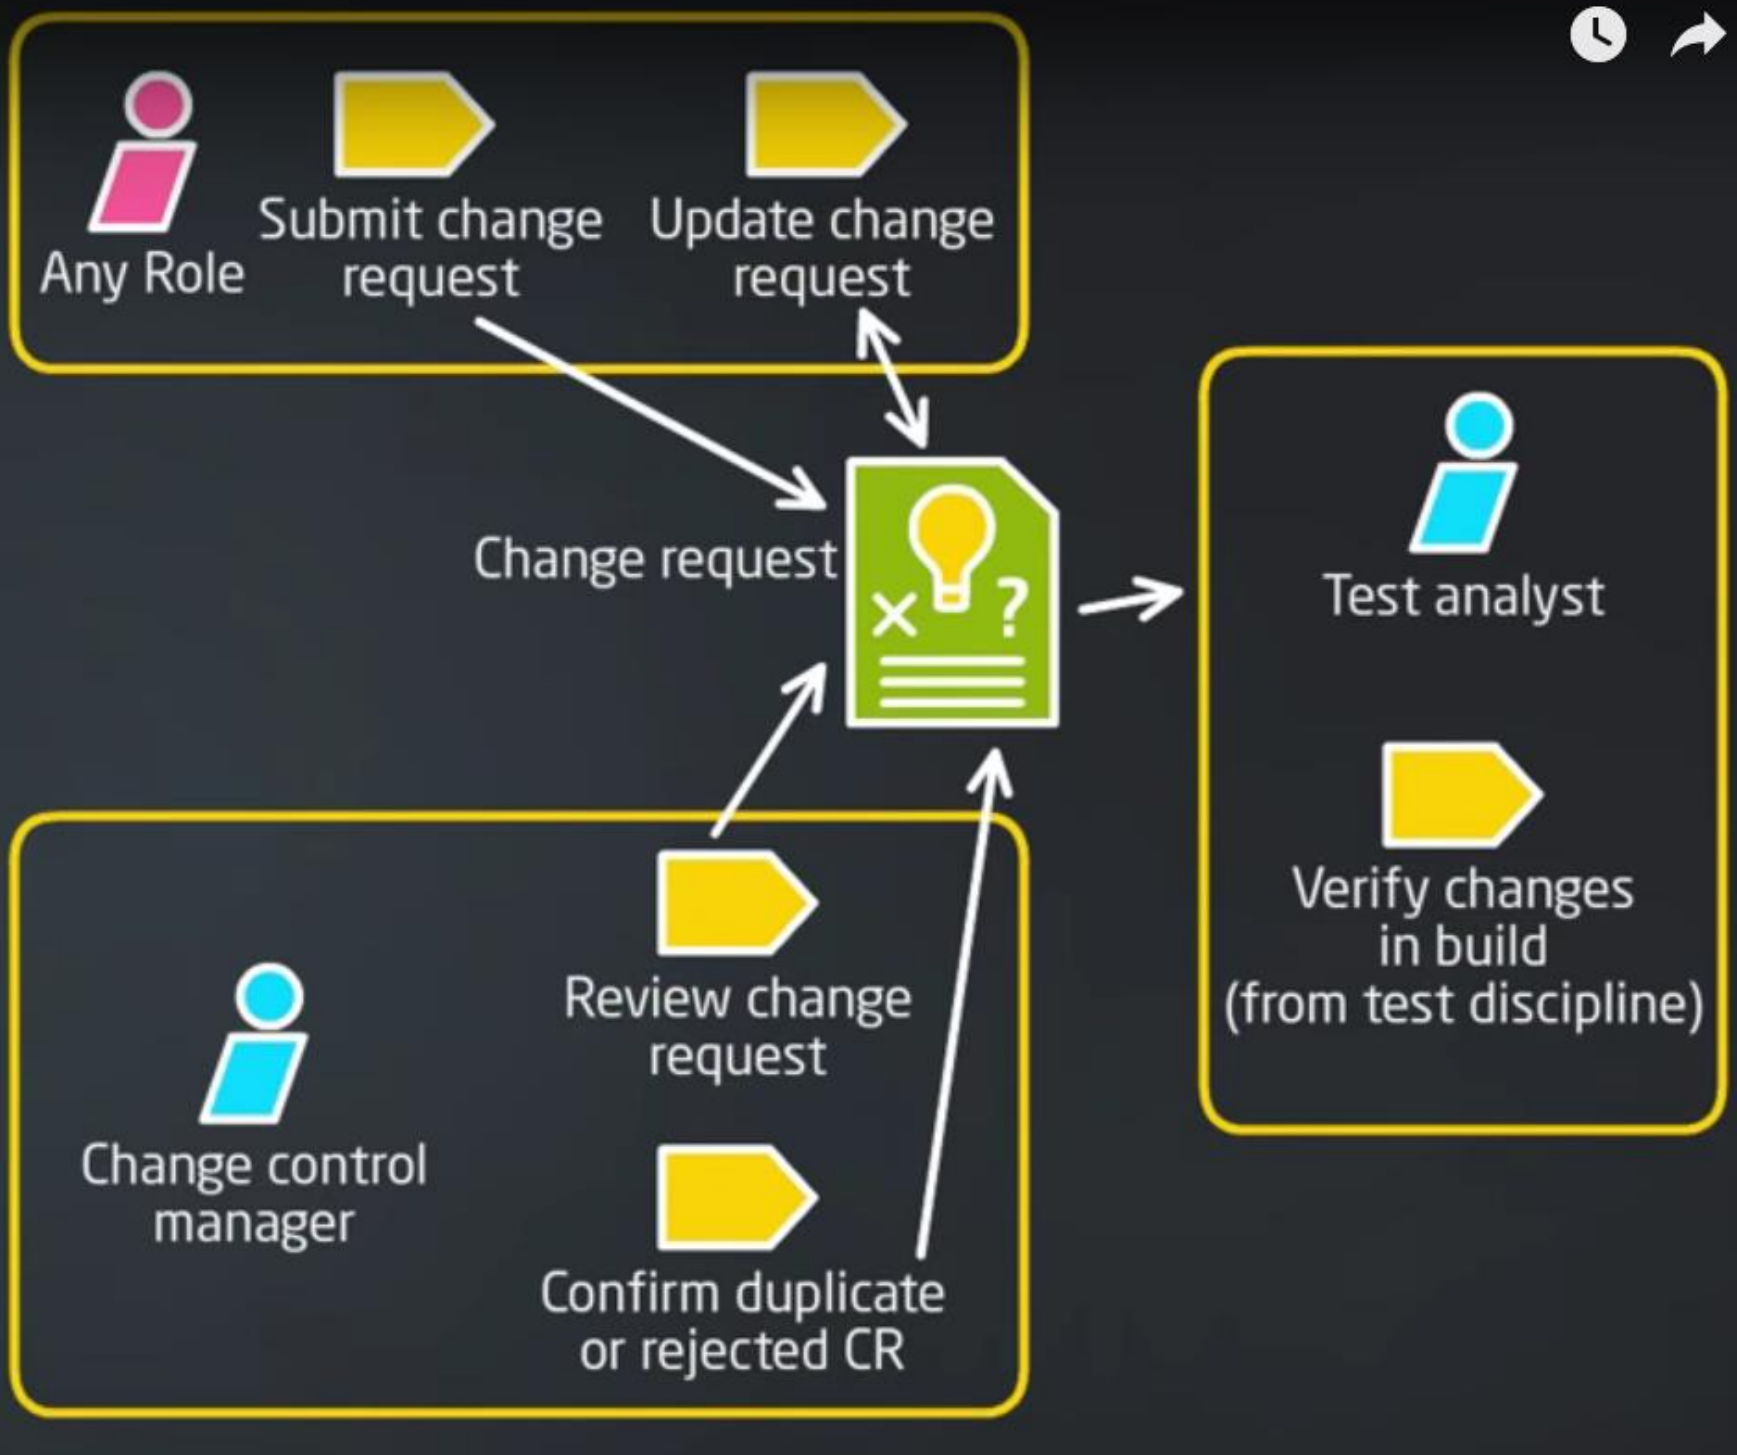 Any Role
Submit change
request
Update change
request
Change request
x
?
Test analyst
Verify changes
in build
(from test discipline)
Change control
manager
Review change
request
Confirm duplicate
or rejected CR